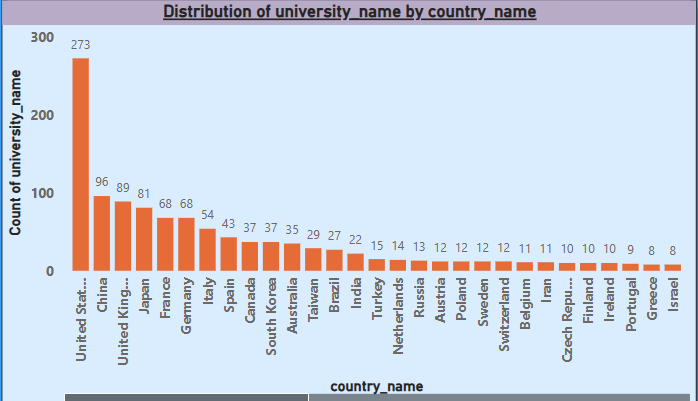 Distribution of university_name by country_name
Count of university_name
300
200
100
0
273
96
89
81
68
68
54
43
37
37
35
29
27
22
15
14
13
12
12
12
12
11
11
10
10
10
9
8
8
United Stat...
China
United King...
Japan
France
Germany
Italy
Spain
Canada
South Korea
Australia
Taiwan
Brazil
India
Turkey
Netherlands
Russia
Austria
Poland
Sweden
Switzerland
Belgium
Iran
Czech Repu...
Finland
Ireland
Portugal
Greece
Israel
country_name